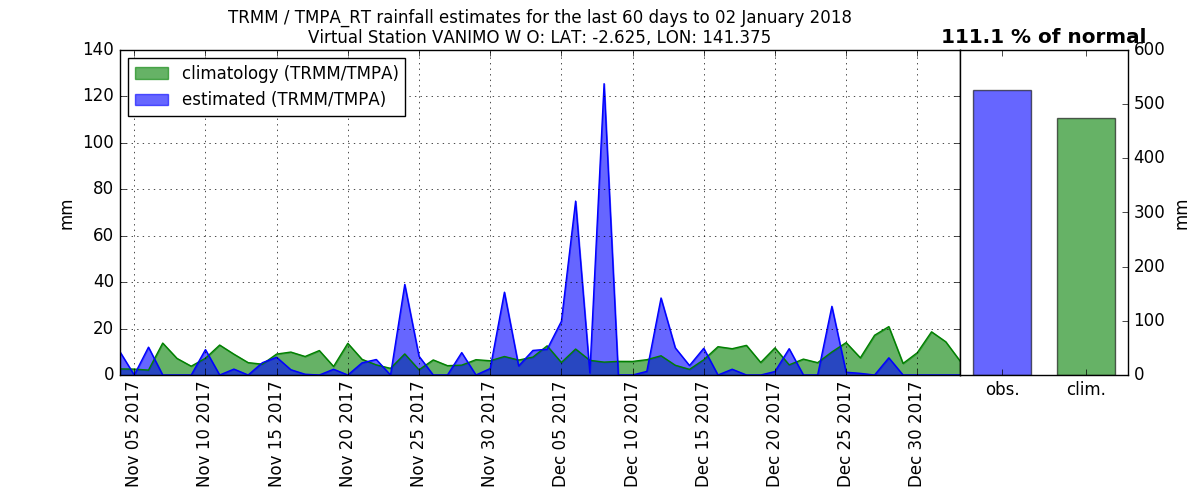 TRMM / TMPA_RT rainfall estimates for the last 60 days to 02 January 2018
Virtual Station VANIMO W O: LAT: -2.625, LON: 141.375
111.1 % of normal
climatology (TRMM/TMPA)
estimated (TRMM/TMPA)
140
120
100
80
60
40
20
0
mm
Nov 05 2017
Nov 10 2017
Nov 15 2017
Nov 20 2017
Nov 25 2017
Nov 30 2017
Dec 05 2017
Dec 10 2017
Dec 15 2017
Dec 20 2017
Dec 25 2017
Dec 30 2017
obs.
clim.
600
500
400
300
200
100
0
mm